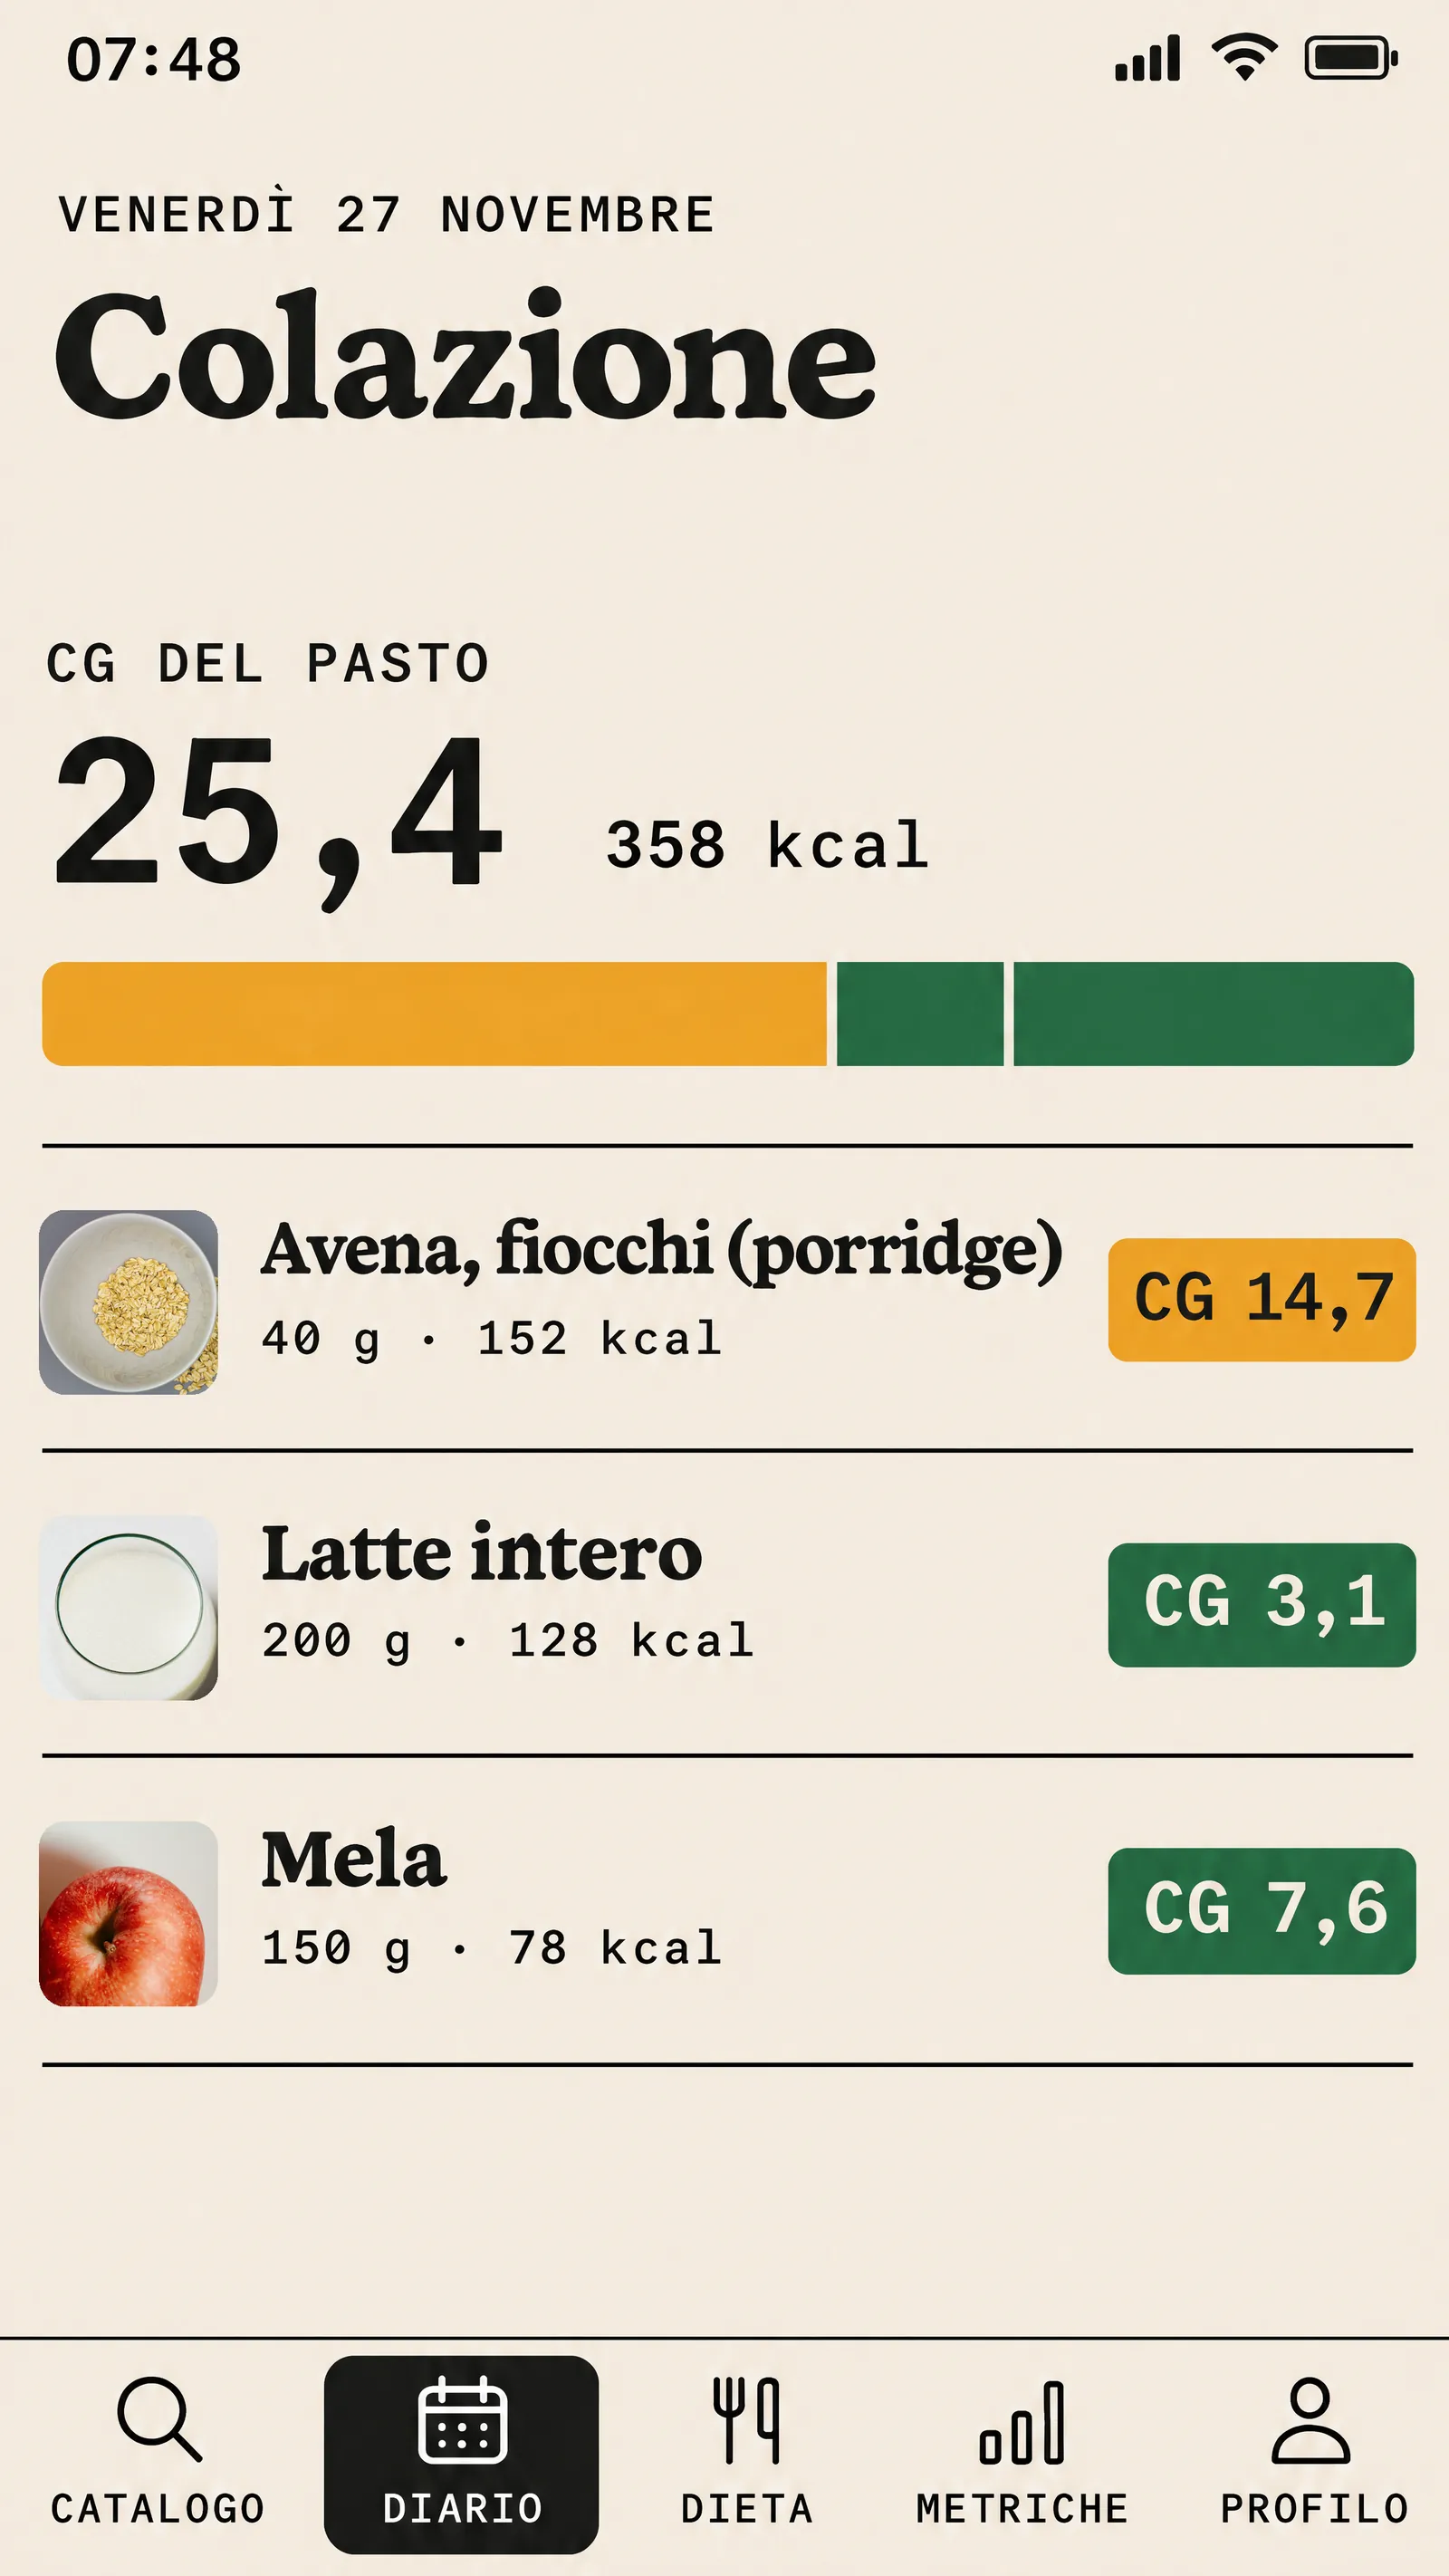 07:48
VENERDÌ 27 NOVEMBRE
Colazione
CG DEL PASTO
25,4 358 kcal
Avena, fiocchi (porridge)
40 g · 152 kcal
CG 14,7
Latte intero
200 g · 128 kcal
CG 3,1
Mela
150 g · 78 kcal
CG 7,6
CATALOGO DIARIO DIETA METRICHE PROFILO